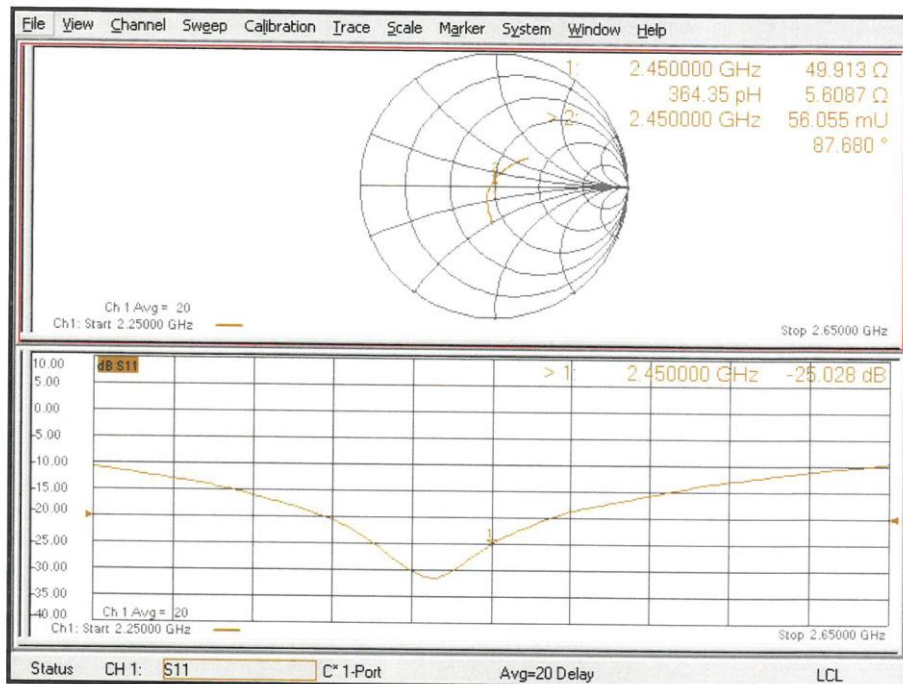 File View Channel Sweep Calibration Trace Scale Marker System Window Help
1: 2.450000 GHz 49.913 Ω
364.35 pH 5.6087 Ω
> 2: 2.450000 GHz 56.055 mU
87.680 °
Ch 1 Avg = 20
Ch1: Start 2.25000 GHz
Stop 2.65000 GHz
10.00
dB S11
> 1: 2.450000 GHz -25.028 dB
5.00
0.00
-5.00
-10.00
-15.00
-20.00
-25.00
1
-30.00
-35.00
-40.00
Ch 1 Avg = 20
Ch1: Start 2.25000 GHz
Stop 2.65000 GHz
Status CH 1: S11 C* 1-Port Avg=20 Delay LCL